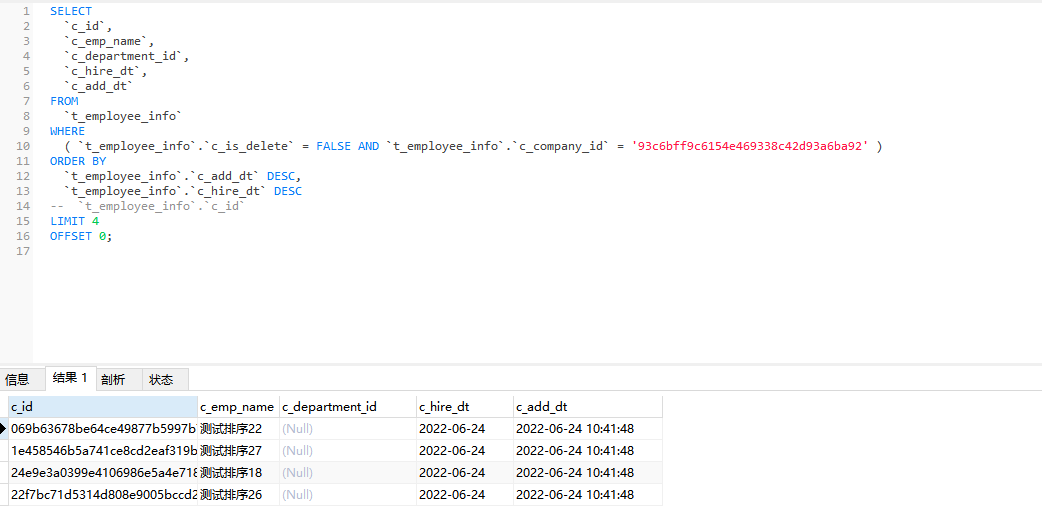 1 SELECT
2 `c_id`,
3 `c_emp_name`,
4 `c_department_id`,
5 `c_hire_dt`,
6 `c_add_dt`
7 FROM
8 `t_employee_info`
9 WHERE
10 ( `t_employee_info`.`c_is_delete` = FALSE AND `t_employee_info`.`c_company_id` = '93c6bff9c6154e469338c42d93a6ba92' )
11 ORDER BY
12 `t_employee_info`.`c_add_dt` DESC,
13 `t_employee_info`.`c_hire_dt` DESC
14 -- `t_employee_info`.`c_id`
15 LIMIT 4
16 OFFSET 0;
17
信息 结果 1 剖析 状态
c_id c_emp_name c_department_id c_hire_dt c_add_dt
069b63678be64ce49877b5997b 测试排序22 (Null) 2022-06-24 2022-06-24 10:41:48
1e458546b5a741ce8cd2eaf319b 测试排序27 (Null) 2022-06-24 2022-06-24 10:41:48
24e9e3a0399e4106986e5a4e718 测试排序18 (Null) 2022-06-24 2022-06-24 10:41:48
22f7bc71d5314d808e9005bccd2 测试排序26 (Null) 2022-06-24 2022-06-24 10:41:48